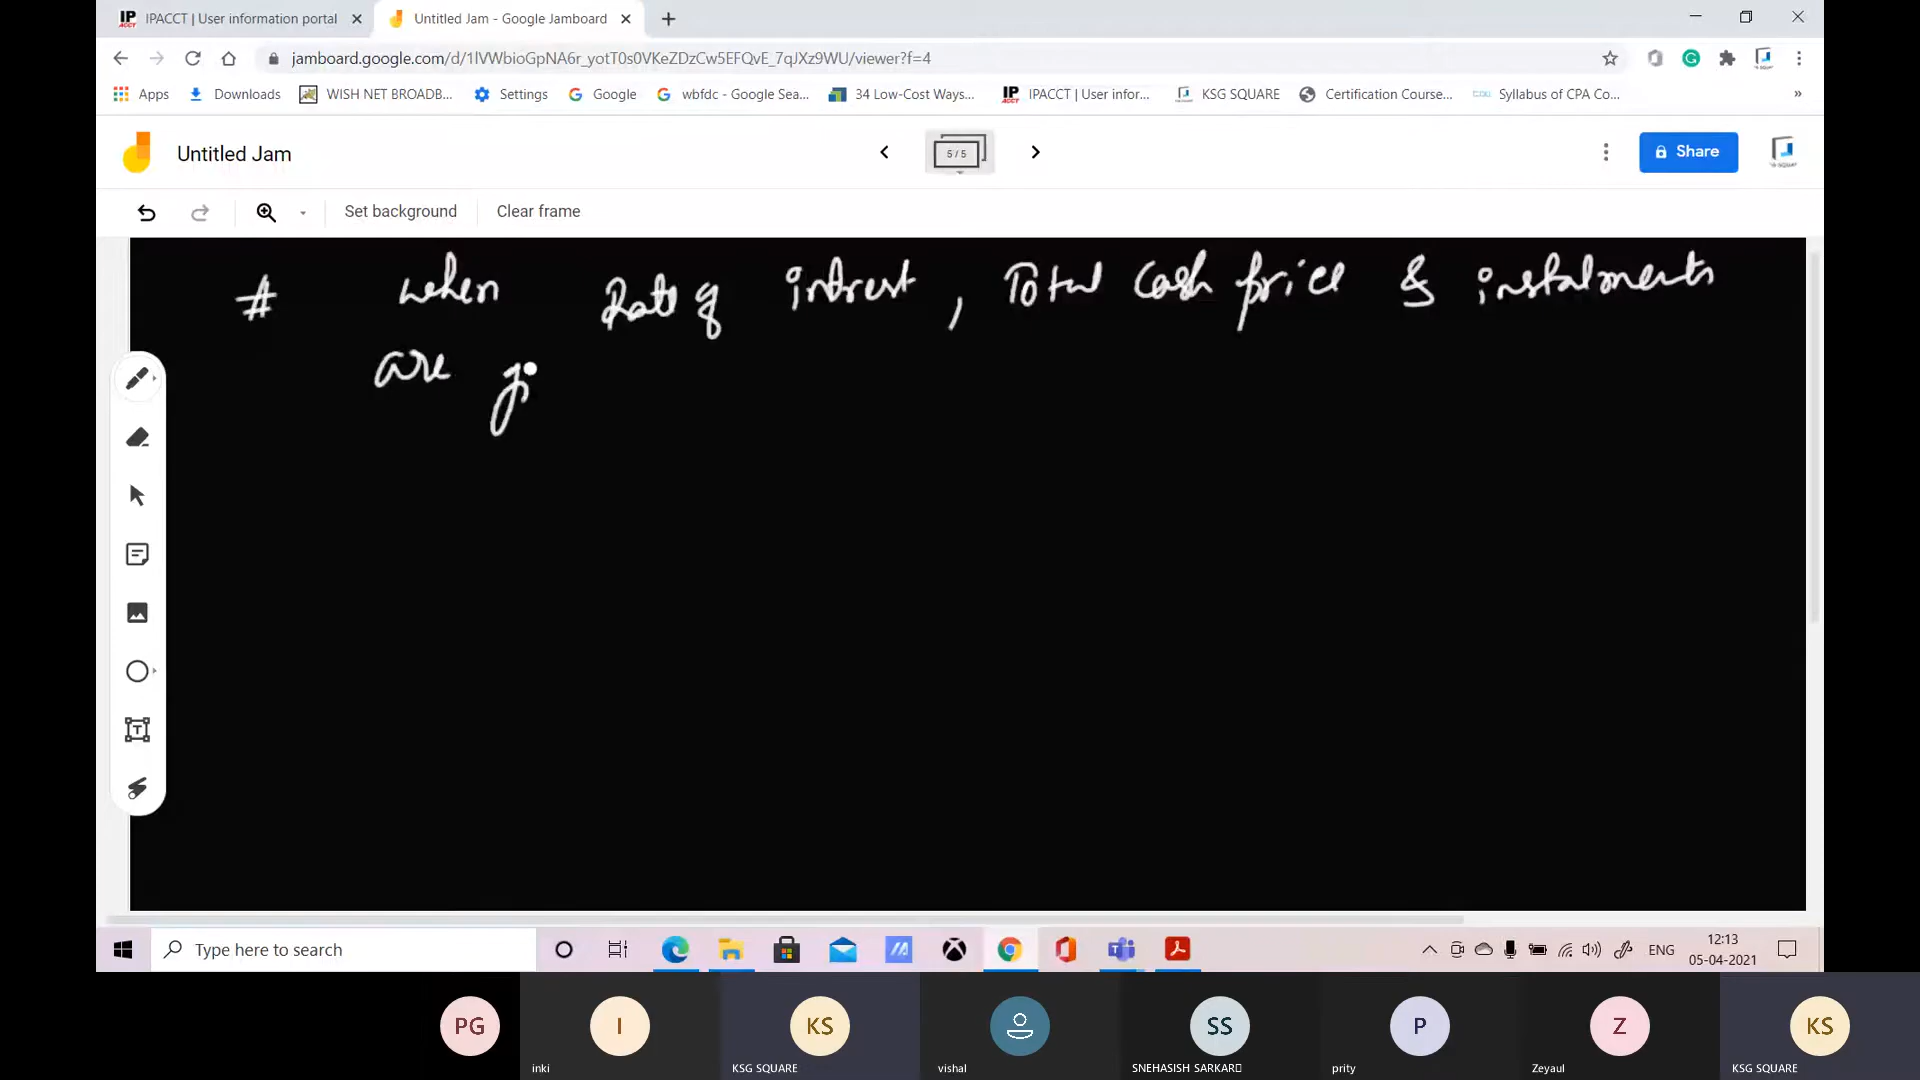 IPACCT | User information portal
Untitled Jam - Google Jamboard
jamboard.google.com/d/1lVWbioGpNA6r_yotT0s0VKeZDzCw5EFQvE_7qJXz9WU/viewer?f=4
Apps Downloads WISH NET BROADB... Settings Google wbfdc - Google Sea... 34 Low-Cost Ways... IPACCT | User infor... KSG SQUARE Certification Course... Syllabus of CPA Co... »
Untitled Jam 5 / 5 Share
Set background Clear frame
# when Rate of intrest, Total Cash price & instalments
are gi
Type here to search ENG 12:13
05-04-2021
PG I KS SS P Z KS
inki KSG SQUARE vishal SNEHASISH SARKAR prity Zeyaul KSG SQUARE